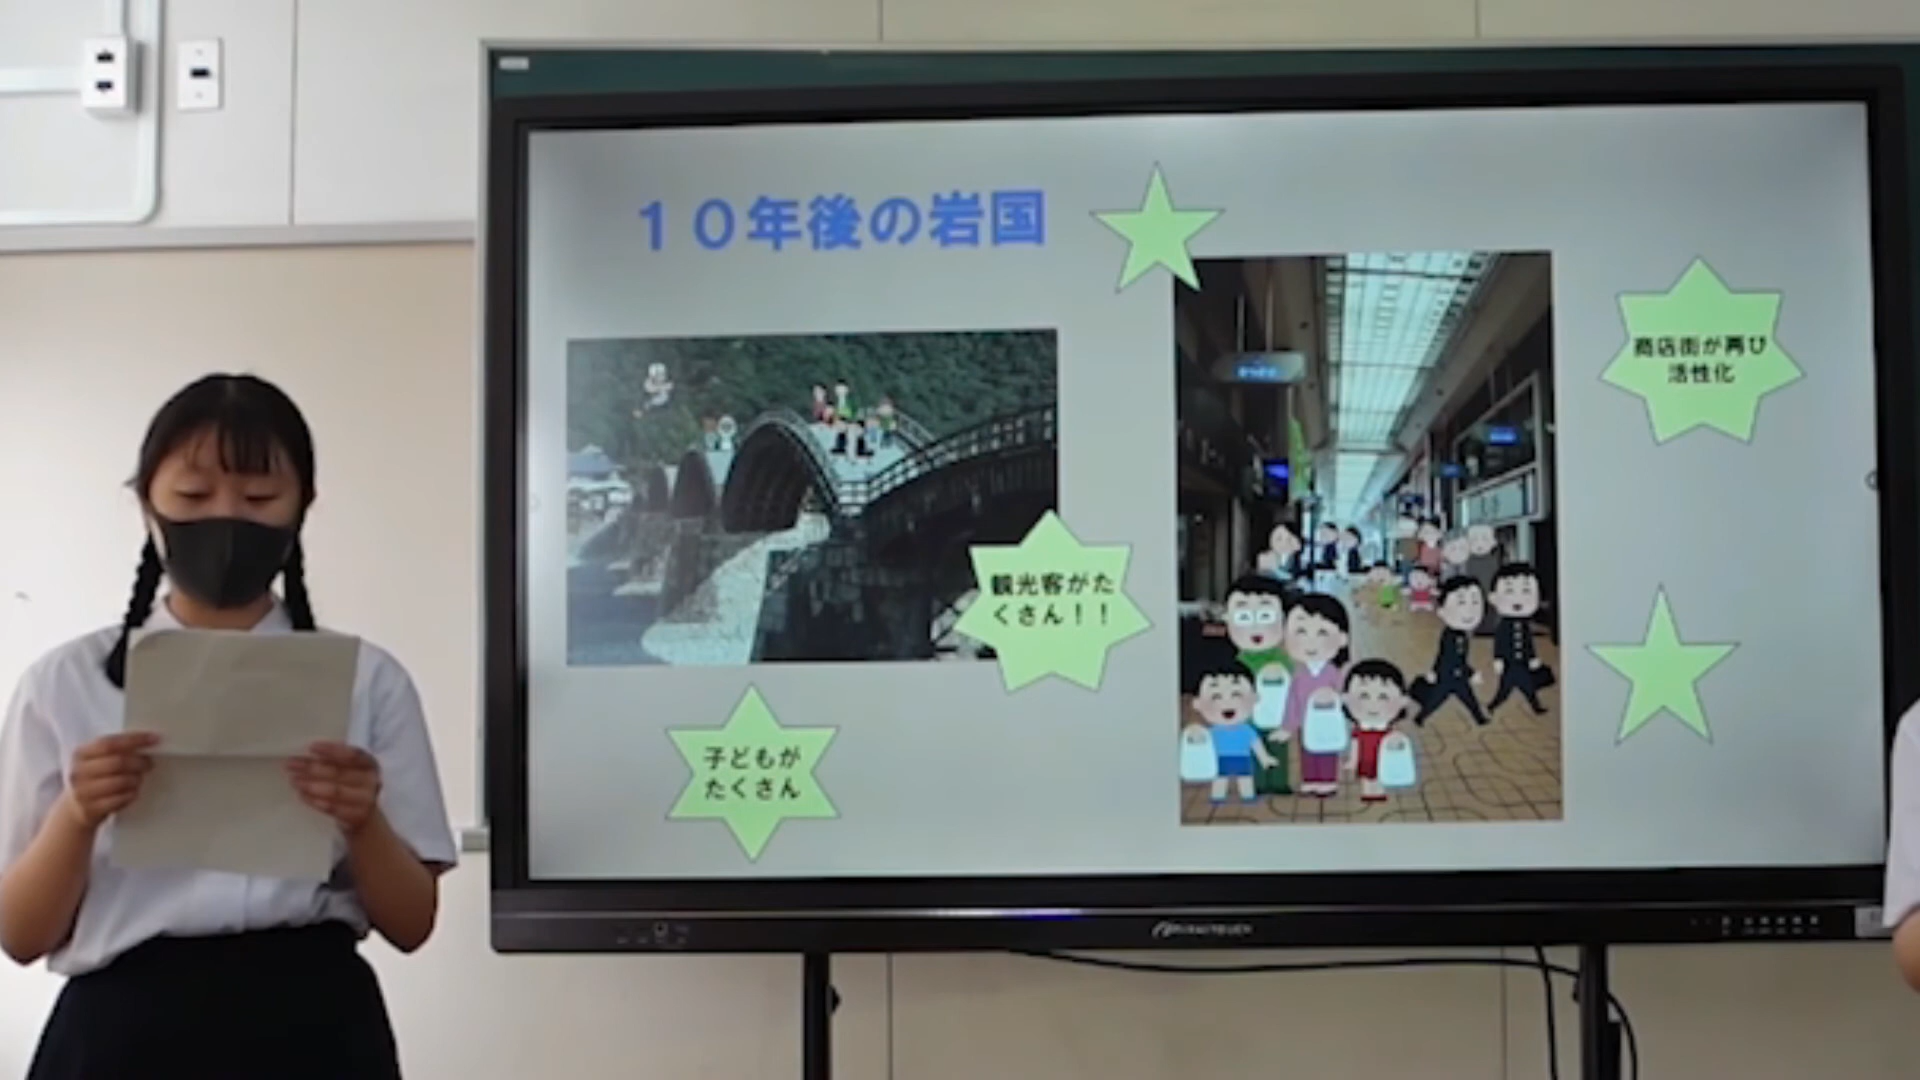 １０年後の岩国
商店街が再び
活性化
観光客がた
くさん！！
子どもが
たくさん